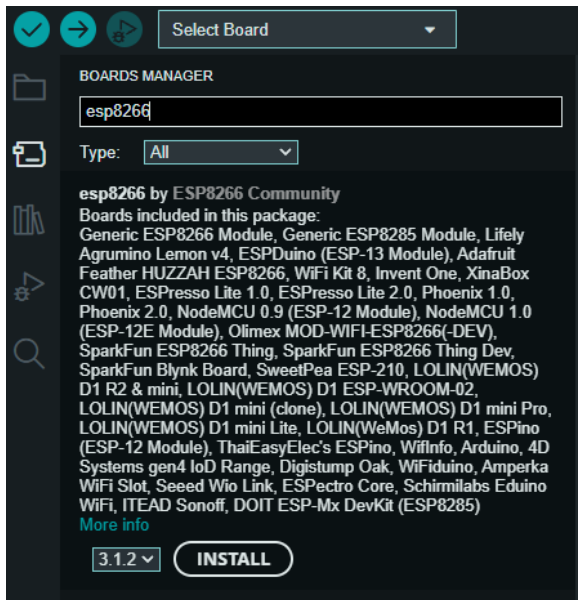 Select Board
BOARDS MANAGER
esp8266
Type: All
esp8266 by ESP8266 Community
Boards included in this package:
Generic ESP8266 Module, Generic ESP8285 Module, Lifely
Agrumino Lemon v4, ESPDuino (ESP-13 Module), Adafruit
Feather HUZZAH ESP8266, WiFi Kit 8, Invent One, XinaBox
CW01, ESPresso Lite 1.0, ESPresso Lite 2.0, Phoenix 1.0,
Phoenix 2.0, NodeMCU 0.9 (ESP-12 Module), NodeMCU 1.0
(ESP-12E Module), Olimex MOD-WIFI-ESP8266(-DEV),
SparkFun ESP8266 Thing, SparkFun ESP8266 Thing Dev,
SparkFun Blynk Board, SweetPea ESP-210, LOLIN(WEMOS)
D1 R2 & mini, LOLIN(WEMOS) D1 ESP-WROOM-02,
LOLIN(WEMOS) D1 mini (clone), LOLIN(WEMOS) D1 mini Pro,
LOLIN(WEMOS) D1 mini Lite, LOLIN(WeMos) D1 R1, ESPino
(ESP-12 Module), ThaiEasyElec's ESPino, WifInfo, Arduino, 4D
Systems gen4 IoD Range, Digistump Oak, WiFiduino, Amperka
WiFi Slot, Seeed Wio Link, ESPectro Core, Schirmilabs Eduino
WiFi, ITEAD Sonoff, DOIT ESP-Mx DevKit (ESP8285)
More info
3.1.2 INSTALL